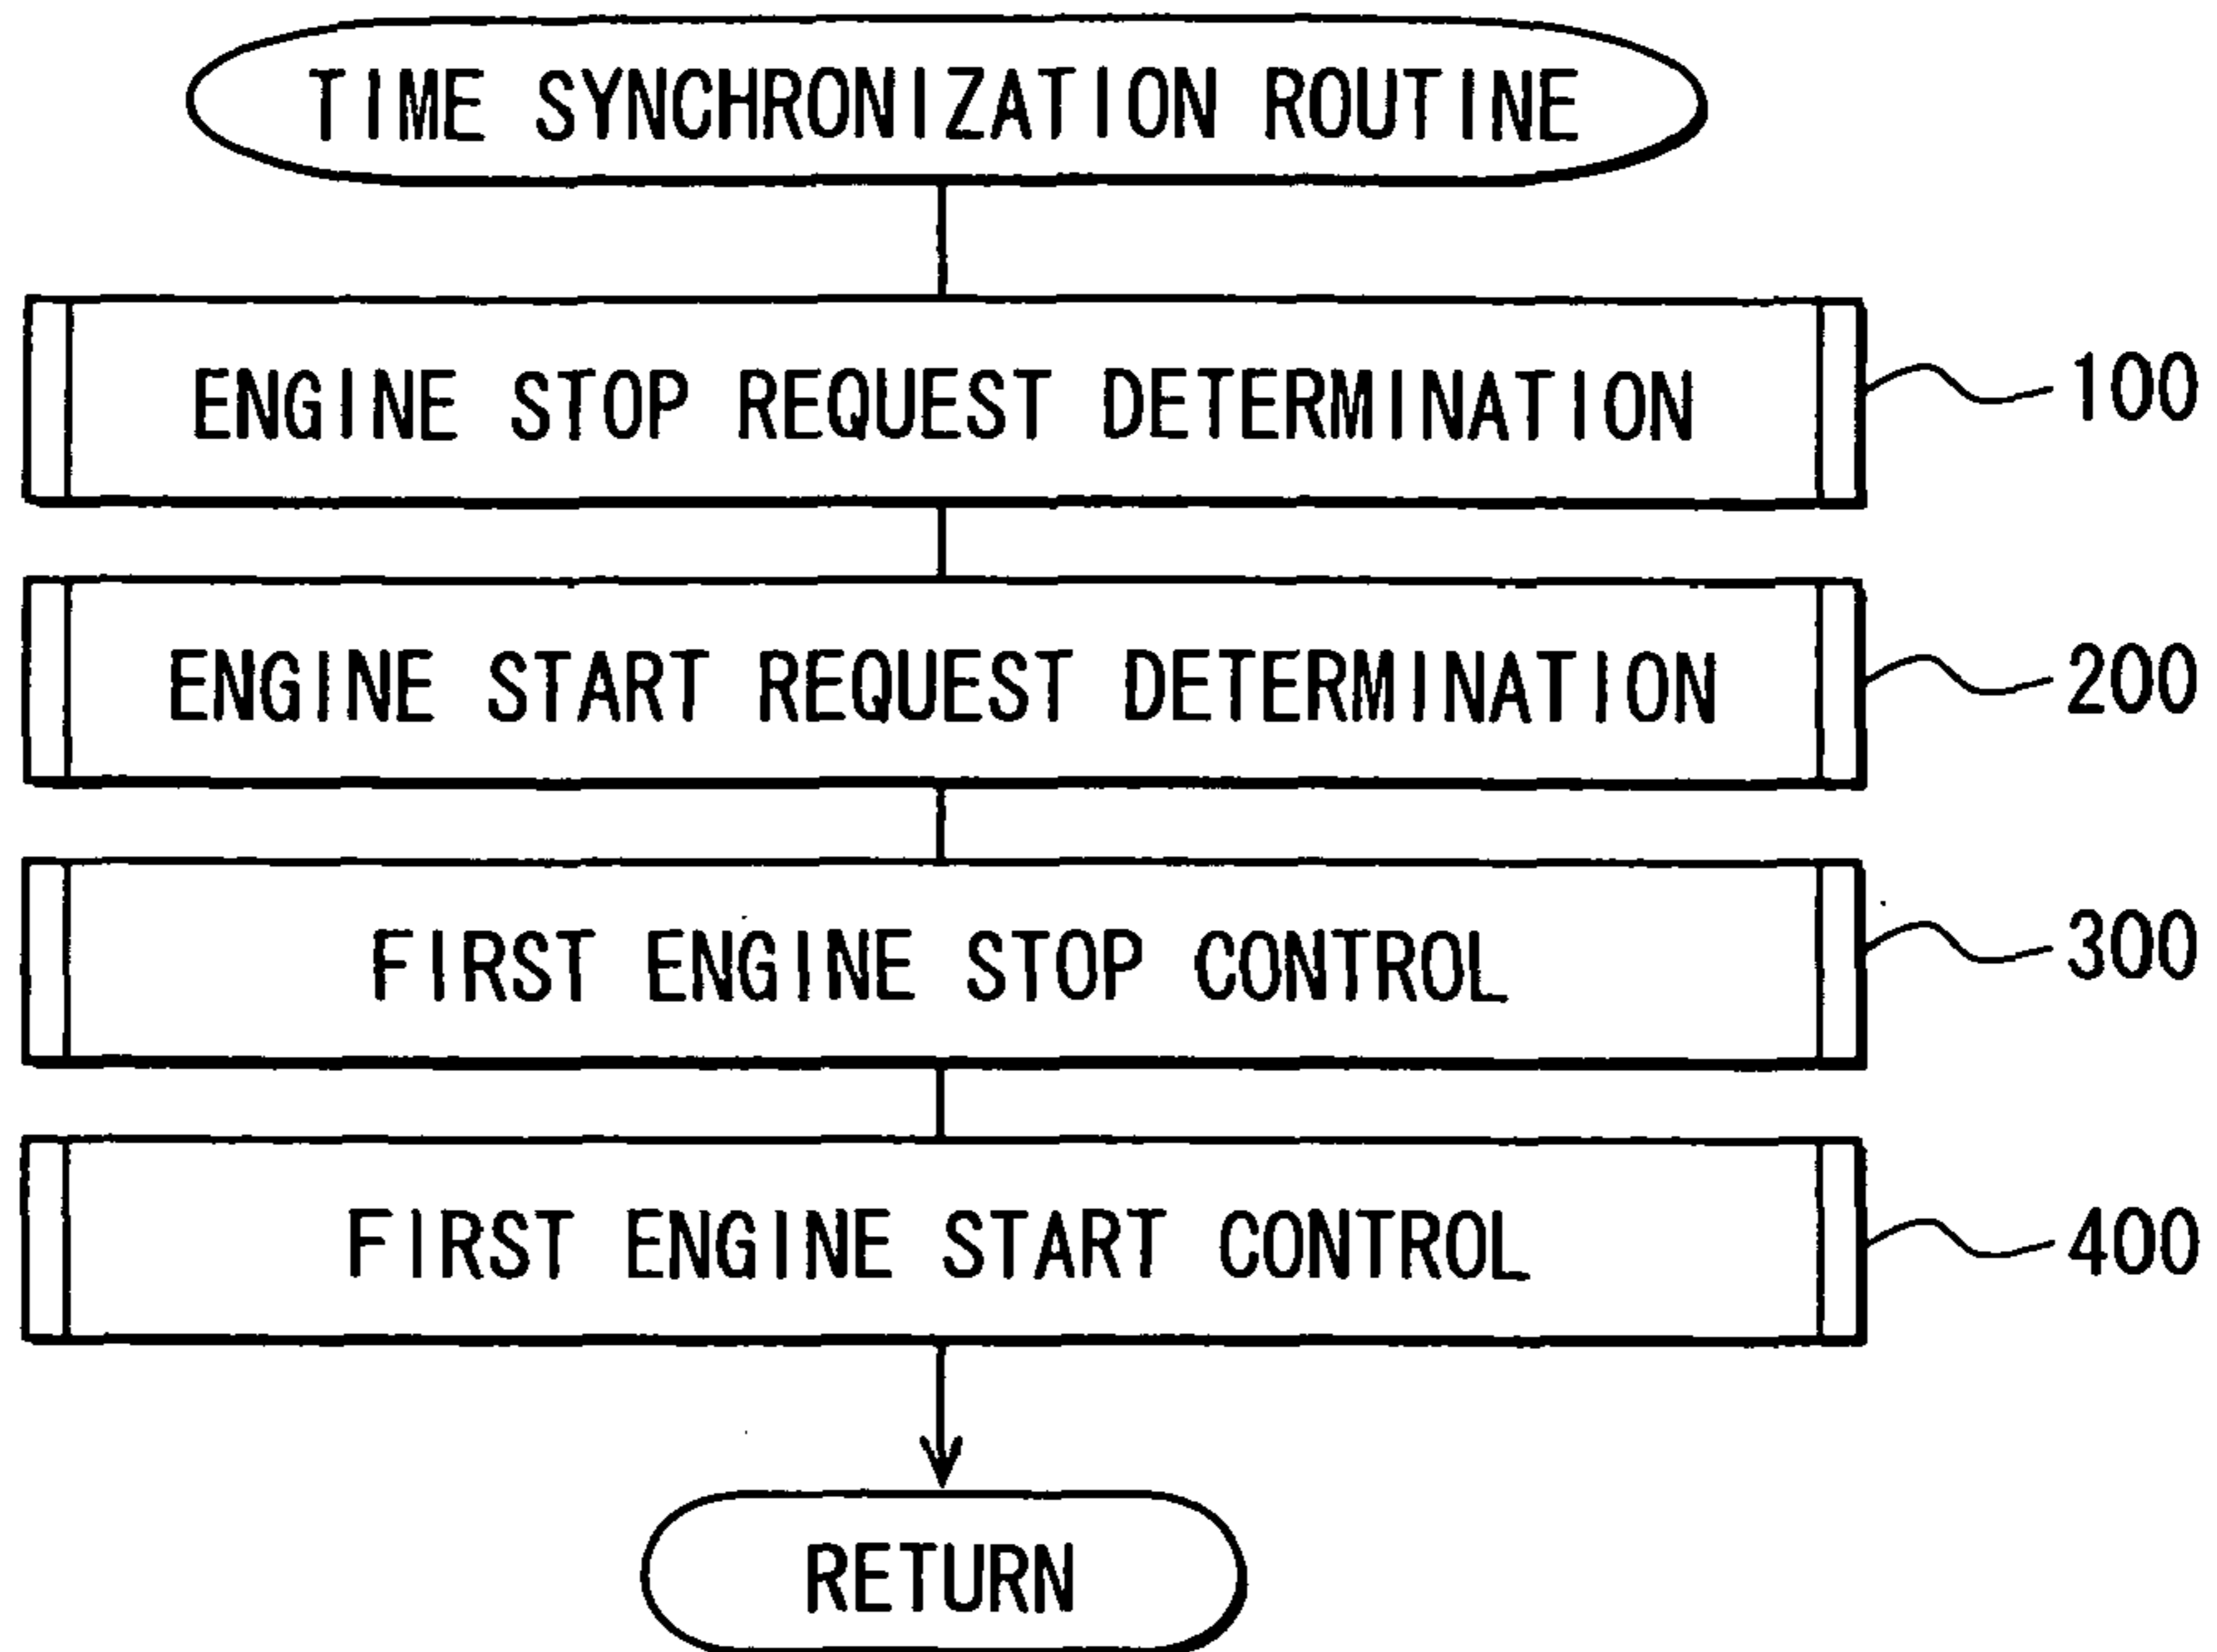 TIME SYNCHRONIZATION ROUTINE
ENGINE STOP REQUEST DETERMINATION
100
ENGINE START REQUEST DETERMINATION
200
FIRST ENGINE STOP CONTROL
300
FIRST ENGINE START CONTROL
400
RETURN